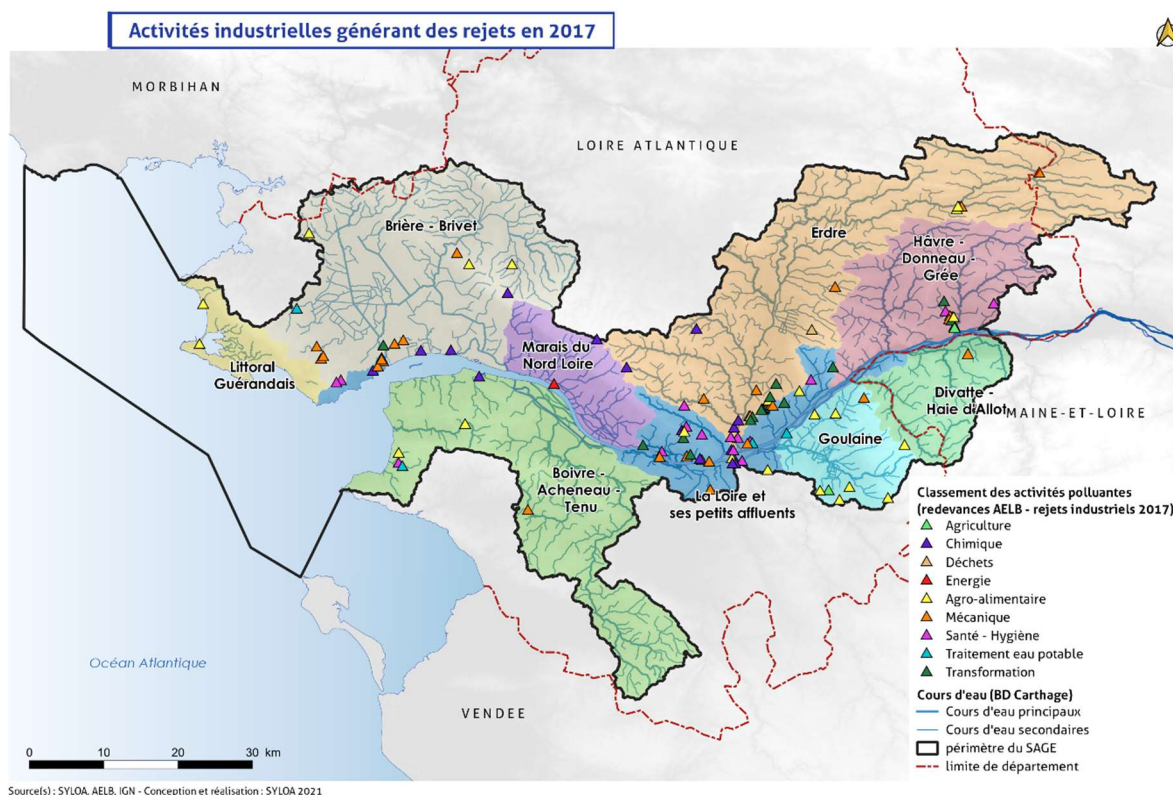 Activités industrielles générant des rejets en 2017
MORBIHAN
LOIRE ATLANTIQUE
Brière - Brivet
Erdre
Hâvre -
Donneau -
Grée
Marais du
Nord Loire
Littoral
Guérandais
Divatte -
Haie d'Allot
MAINE-ET-LOIRE
Goulaine
Boivre -
Acheneau -
Tenu
La Loire et
ses petits affluents
Océan Atlantique
VENDEE
Classement des activités polluantes
(redevances AELB - rejets industriels 2017)
Agriculture
Chimique
Déchets
Energie
Agro-alimentaire
Mécanique
Santé - Hygiène
Traitement eau potable
Transformation
Cours d'eau (BD Carthage)
Cours d'eau principaux
Cours d'eau secondaires
périmètre du SAGE
limite de département
0 10 20 30 km
Source(s) : SYLOA, AELB, IGN - Conception et réalisation : SYLOA 2021